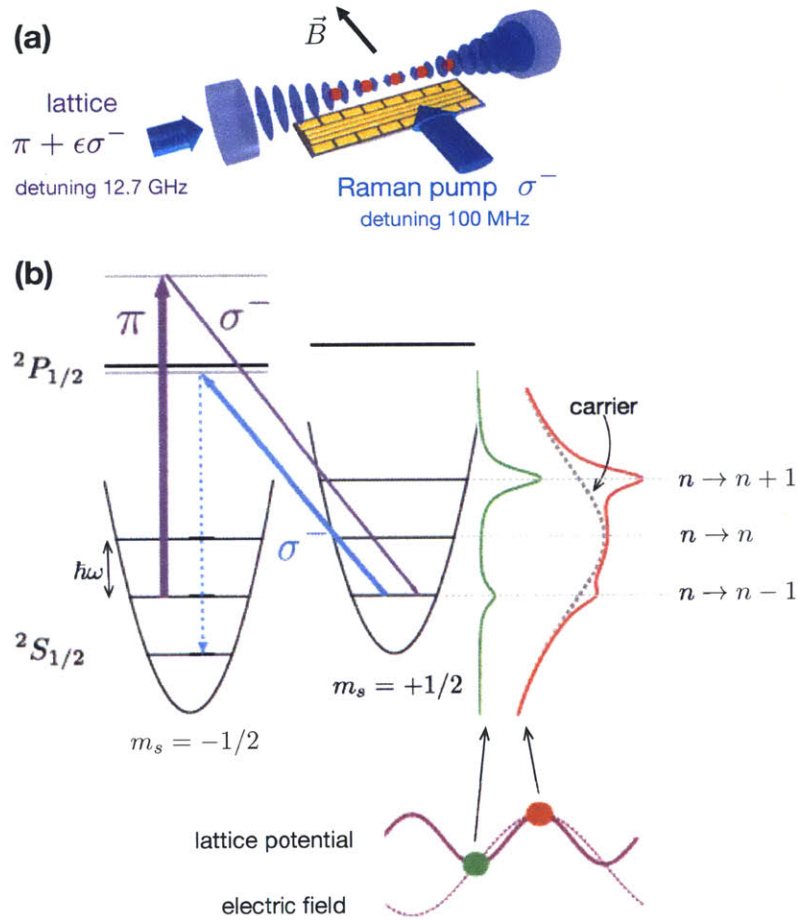 (a)
$\vec{B}$
lattice
π + ϵσ⁻
detuning 12.7 GHz
Raman pump σ⁻
detuning 100 MHz
(b)
π
σ⁻
²P₁/₂
carrier
n → n + 1
n → n
σ⁻
ħω
n → n − 1
²S₁/₂
mₛ = +1/2
mₛ = −1/2
lattice potential
electric field